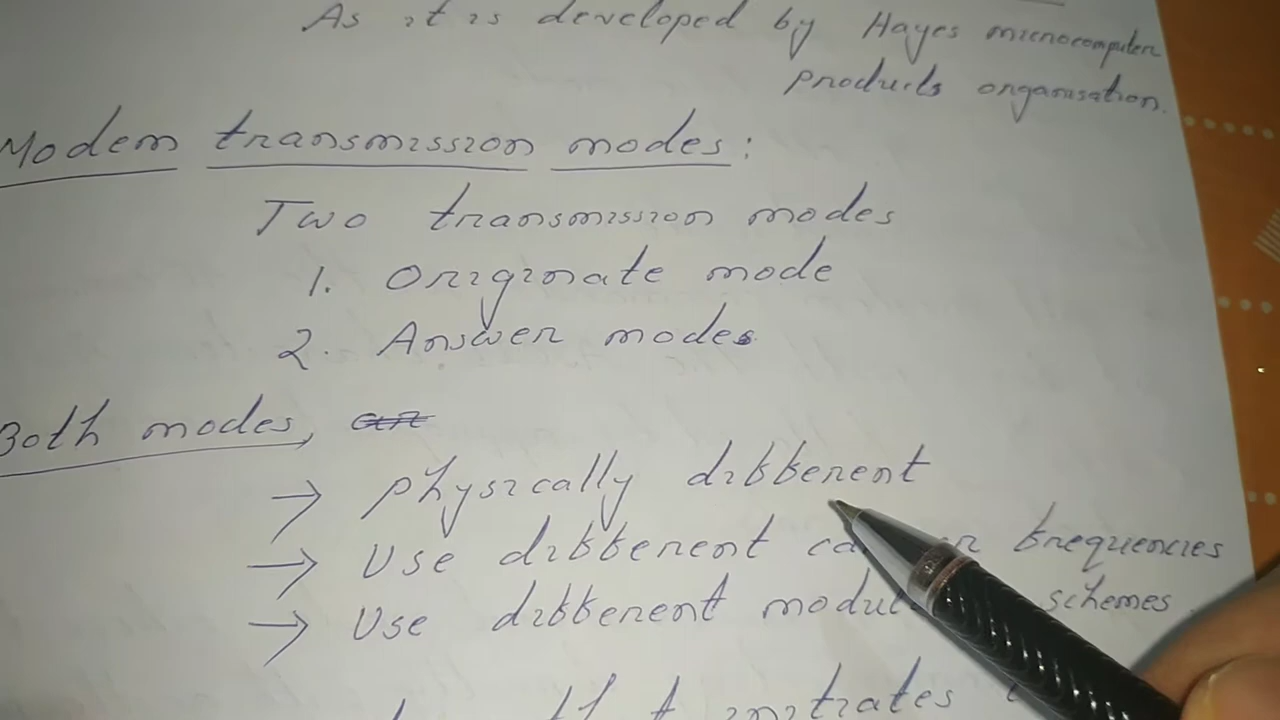 As it is developed by Hayes microcomputer
products organisation.
Modem transmission modes:
Two transmission modes
1. Originate mode
2. Answer modes
Both modes,
→ physically different
→ Use different frequencies
→ Use different schemes